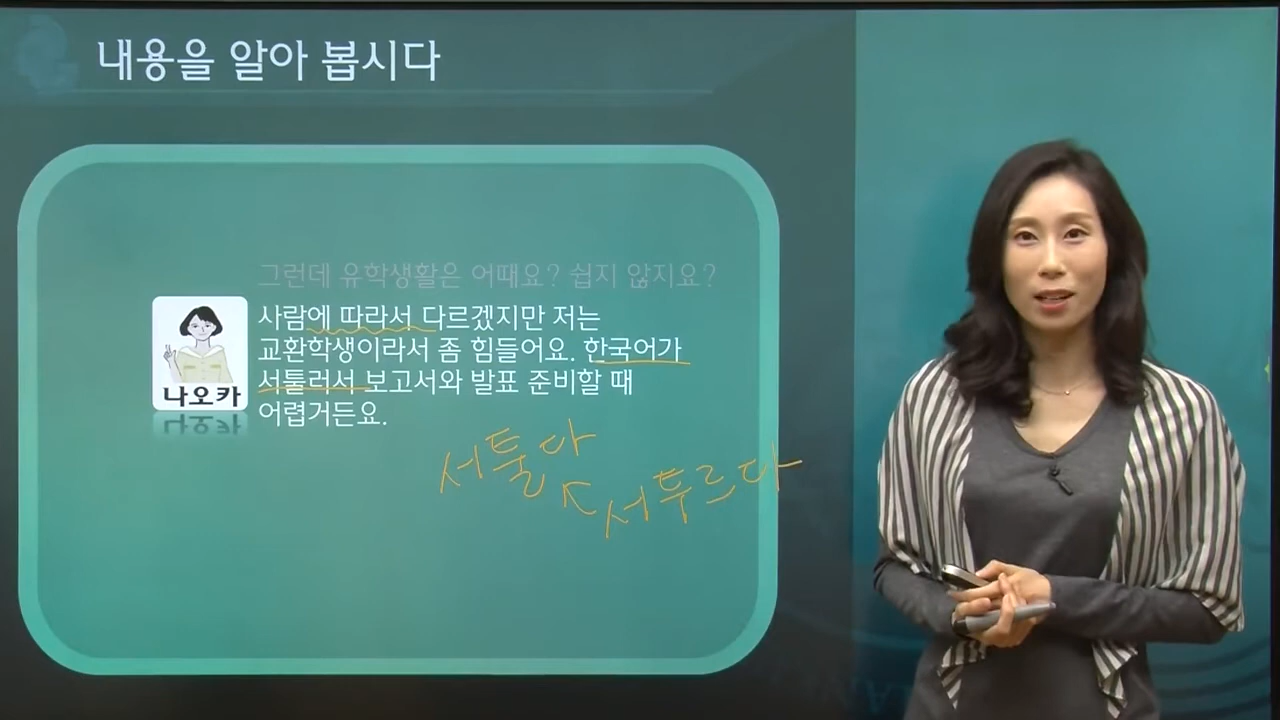 내용을 알아 봅시다
그런데 유학생활은 어때요? 쉽지 않지요?
사람에 따라서 다르겠지만 저는
교환학생이라서 좀 힘들어요. 한국어가
서툴러서 보고서와 발표 준비할 때
어렵거든요.
나오카
서툴다
서투르다